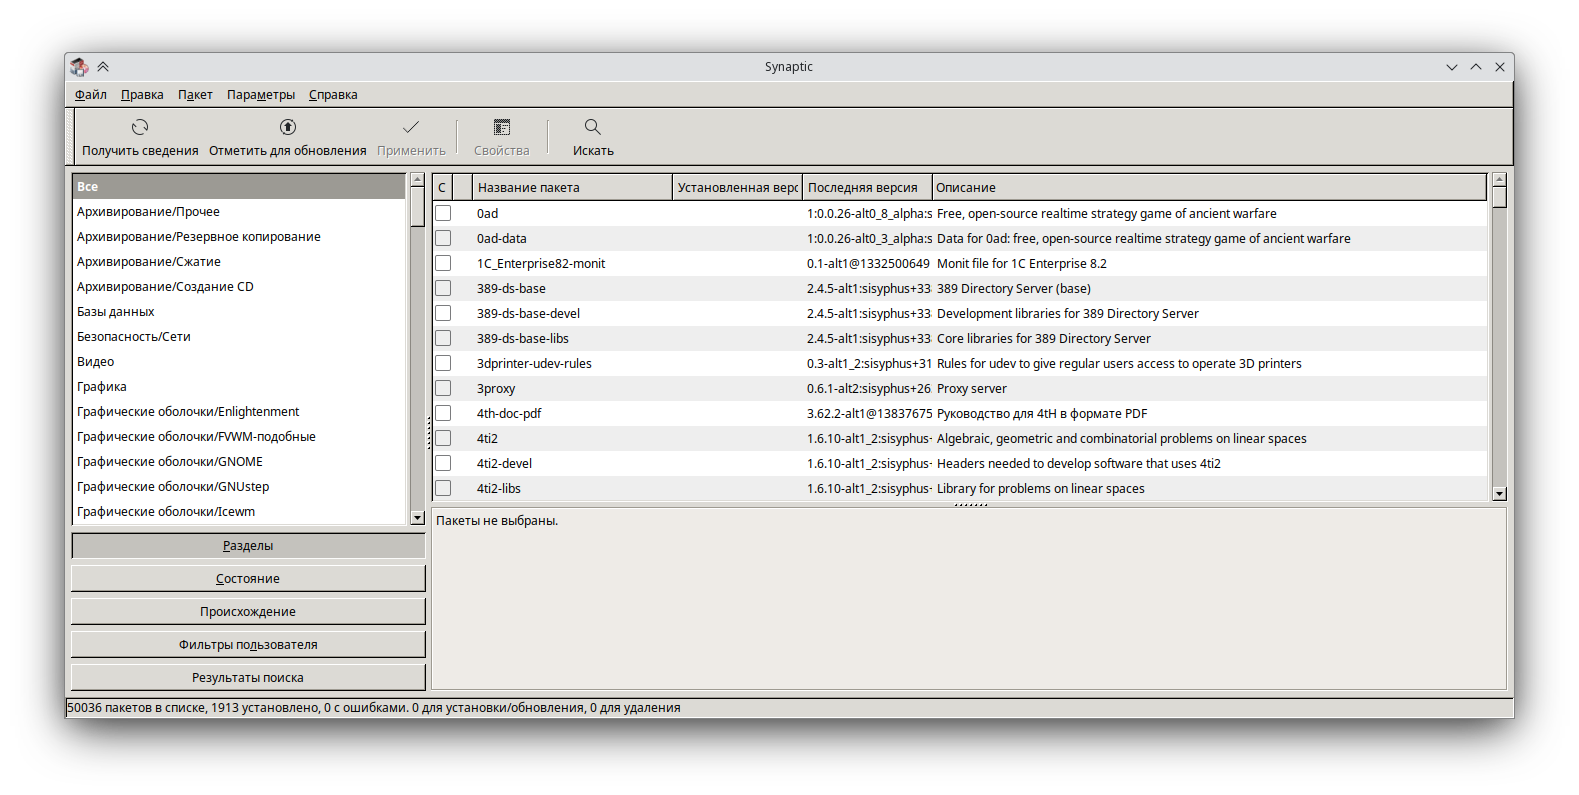 Synaptic
Файл Правка Пакет Параметры Справка
Получить сведения Отметить для обновления Применить Свойства Искать
Все
Архивирование/Прочее
Архивирование/Резервное копирование
Архивирование/Сжатие
Архивирование/Создание CD
Базы данных
Безопасность/Сети
Видео
Графика
Графические оболочки/Enlightenment
Графические оболочки/FVWM-подобные
Графические оболочки/GNOME
Графические оболочки/GNUstep
Графические оболочки/Icewm
Разделы
Состояние
Происхождение
Фильтры пользователя
Результаты поиска
С Название пакета Установленная верс Последняя версия Описание
0ad 1:0.0.26-alt0_8_alpha:s Free, open-source realtime strategy game of ancient warfare
0ad-data 1:0.0.26-alt0_3_alpha:s Data for 0ad: free, open-source realtime strategy game of ancient warfare
1C_Enterprise82-monit 0.1-alt1@1332500649 Monit file for 1C Enterprise 8.2
389-ds-base 2.4.5-alt1:sisyphus+33 389 Directory Server (base)
389-ds-base-devel 2.4.5-alt1:sisyphus+33 Development libraries for 389 Directory Server
389-ds-base-libs 2.4.5-alt1:sisyphus+33 Core libraries for 389 Directory Server
3dprinter-udev-rules 0.3-alt1_2:sisyphus+31 Rules for udev to give regular users access to operate 3D printers
3proxy 0.6.1-alt2:sisyphus+26 Proxy server
4th-doc-pdf 3.62.2-alt1@13837675 Руководство для 4tH в формате PDF
4ti2 1.6.10-alt1_2:sisyphus- Algebraic, geometric and combinatorial problems on linear spaces
4ti2-devel 1.6.10-alt1_2:sisyphus- Headers needed to develop software that uses 4ti2
4ti2-libs 1.6.10-alt1_2:sisyphus- Library for problems on linear spaces
Пакеты не выбраны.
50036 пакетов в списке, 1913 установлено, 0 с ошибками. 0 для установки/обновления, 0 для удаления